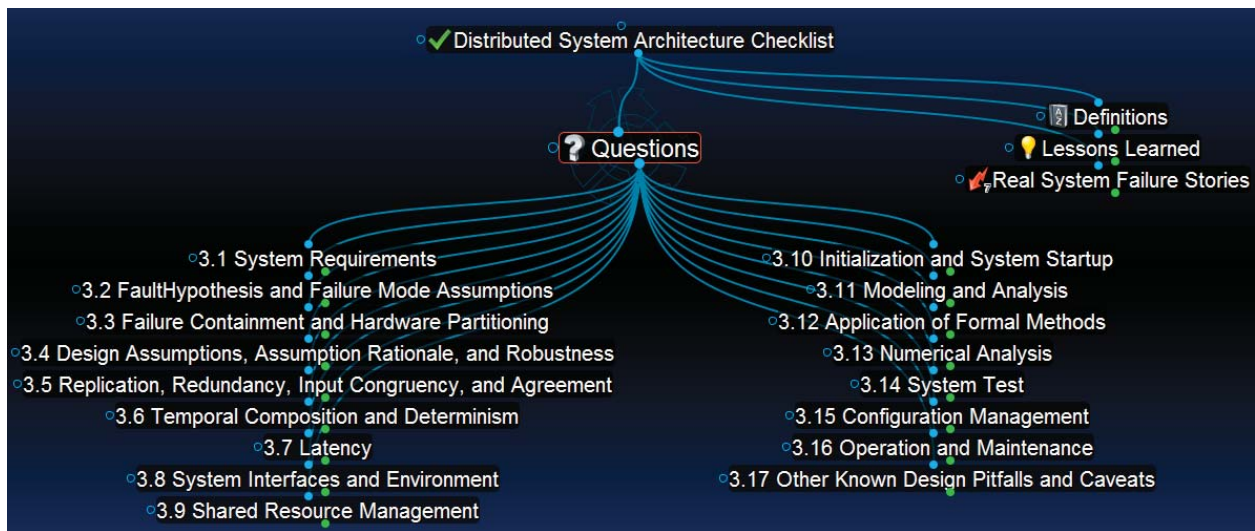 Distributed System Architecture Checklist
Definitions
Questions
Lessons Learned
Real System Failure Stories
3.1 System Requirements
3.2 FaultHypothesis and Failure Mode Assumptions
3.3 Failure Containment and Hardware Partitioning
3.4 Design Assumptions, Assumption Rationale, and Robustness
3.5 Replication, Redundancy, Input Congruency, and Agreement
3.6 Temporal Composition and Determinism
3.7 Latency
3.8 System Interfaces and Environment
3.9 Shared Resource Management
3.10 Initialization and System Startup
3.11 Modeling and Analysis
3.12 Application of Formal Methods
3.13 Numerical Analysis
3.14 System Test
3.15 Configuration Management
3.16 Operation and Maintenance
3.17 Other Known Design Pitfalls and Caveats